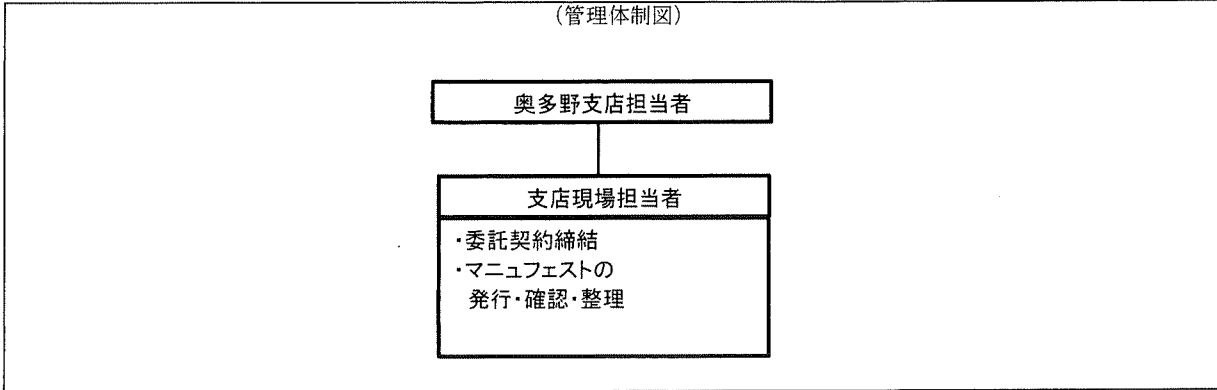 (管理体制図)
奥多野支店担当者
支店現場担当者
・委託契約締結
・マニュフェストの
発行・確認・整理